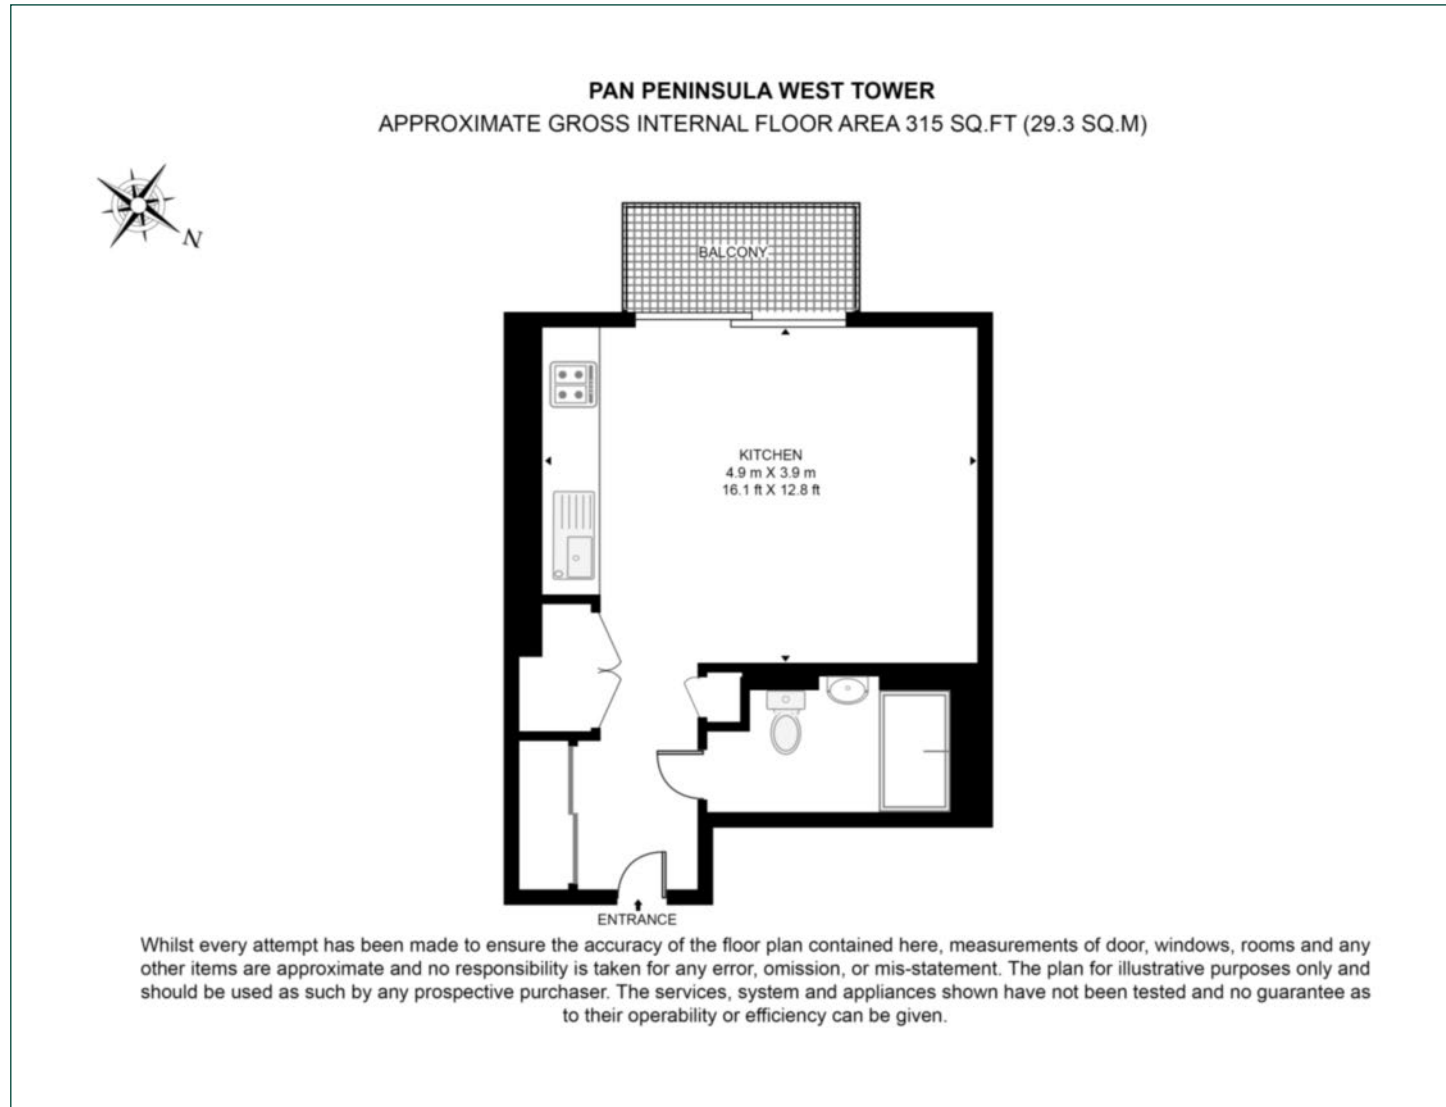 PAN PENINSULA WEST TOWER
APPROXIMATE GROSS INTERNAL FLOOR AREA 315 SQ.FT (29.3 SQ.M)
N
BALCONY
KITCHEN
4.9 m X 3.9 m
16.1 ft X 12.8 ft
ENTRANCE
Whilst every attempt has been made to ensure the accuracy of the floor plan contained here, measurements of door, windows, rooms and any
other items are approximate and no responsibility is taken for any error, omission, or mis-statement. The plan for illustrative purposes only and
should be used as such by any prospective purchaser. The services, system and appliances shown have not been tested and no guarantee as
to their operability or efficiency can be given.